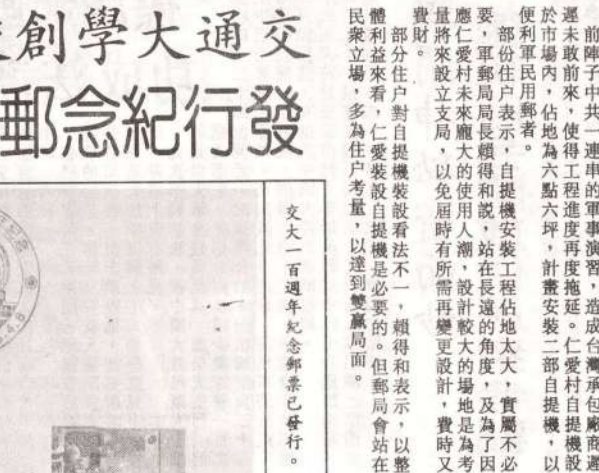 前陣子中共一連串的軍事演習，造成台灣承包廠商遲
遲未敢前來，使得工程進度再度拖延。仁愛村自提機設
於市場內，佔地為六點六坪，計畫安裝二部自提機，以
便利軍民用郵者。
部份住戶表示，自提機安裝工程佔地太大，實屬不必
要，軍郵局局長賴得和說，站在長遠的角度，及為了因
應仁愛村未來龐大的使用人潮，設計較大的場地是為考
量將來設立支局，以免屆時有所需再變更設計，費時又
費財。
部分住戶對自提機裝設看法不一，賴得和表示，以整
體利益來看，仁愛裝設自提機是必要的。但郵局會站在
民衆立場，多為住戶考量，以達到雙贏局面。
交通大學創
發行紀念郵
交大一百週年紀念郵票已發行。